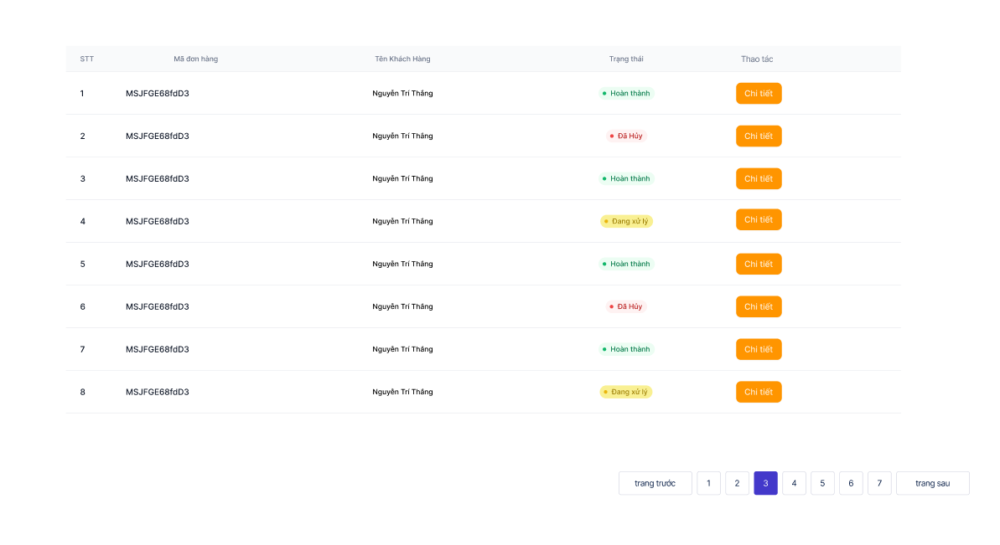 STT Mã đơn hàng Tên Khách Hàng Trạng thái Thao tác
1 MSJFGE68fdD3 Nguyễn Trí Thắng Hoàn thành Chi tiết
2 MSJFGE68fdD3 Nguyễn Trí Thắng Đã Hủy Chi tiết
3 MSJFGE68fdD3 Nguyễn Trí Thắng Hoàn thành Chi tiết
4 MSJFGE68fdD3 Nguyễn Trí Thắng Đang xử lý Chi tiết
5 MSJFGE68fdD3 Nguyễn Trí Thắng Hoàn thành Chi tiết
6 MSJFGE68fdD3 Nguyễn Trí Thắng Đã Hủy Chi tiết
7 MSJFGE68fdD3 Nguyễn Trí Thắng Hoàn thành Chi tiết
8 MSJFGE68fdD3 Nguyễn Trí Thắng Đang xử lý Chi tiết
trang trước 1 2 3 4 5 6 7 trang sau